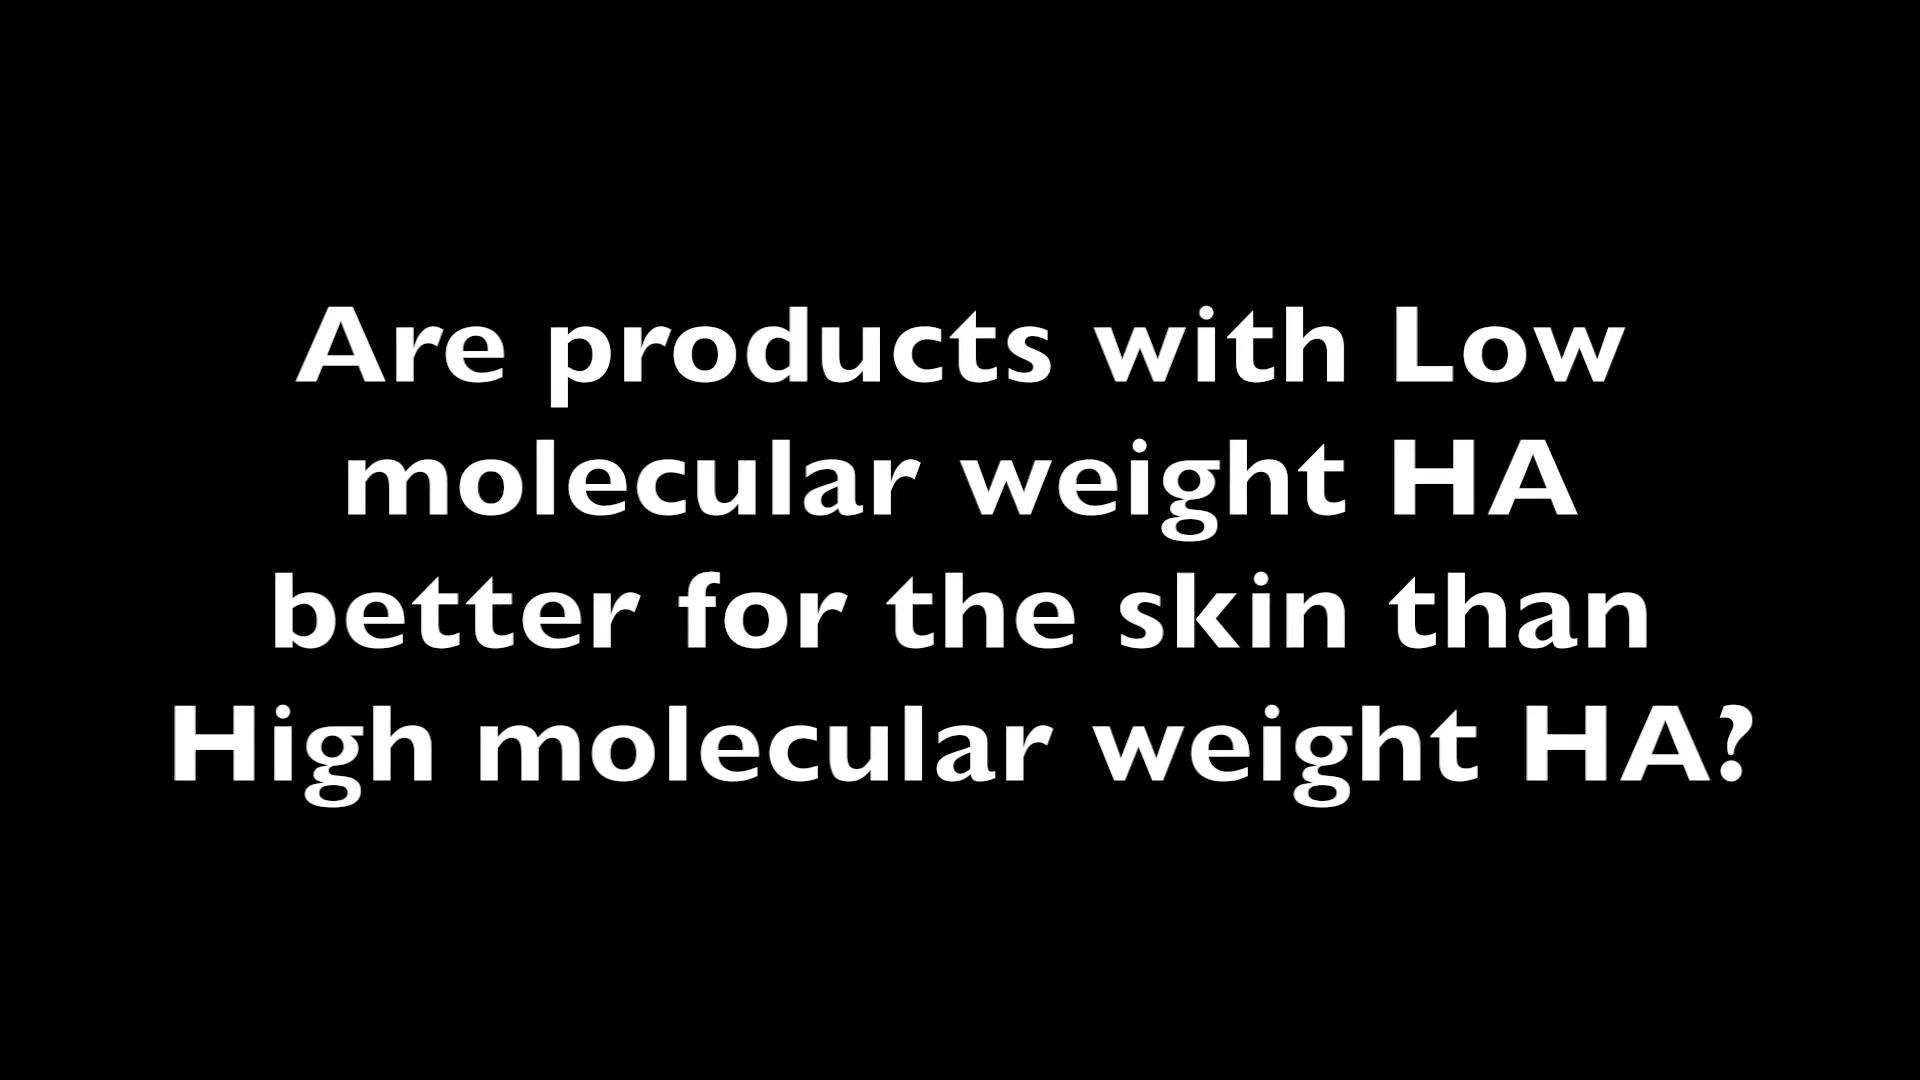 Are products with Low
molecular weight HA
better for the skin than
High molecular weight HA?